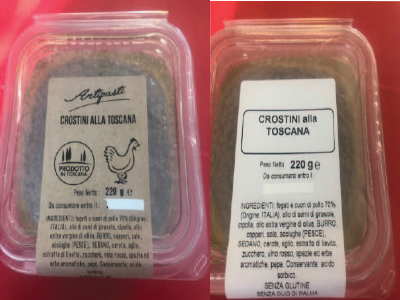 Antipasti
CROSTINI ALLA TOSCANA
PRODOTTO
IN TOSCANA
Peso Netto: 220 g e
Da consumarsi entro il:
INGREDIENTI: fegati e cuori di pollo 70% (Origine:
ITALIA), olio di semi di girasole, cipolla, olio
extra vergine di oliva, BURRO, capperi, sale,
acciughe (PESCE), SEDANO, carote, aglio,
estratto di lievito, zucchero, vino rosso, spezie ed
erbe aromatiche, pepe. Conservante: acido
sorbico.
CROSTINI alla
TOSCANA
Peso Netto 220 g e
Da consumarsi entro il :
INGREDIENTI: fegati e cuori di pollo 70%
(Origine: ITALIA), olio di semi di girasole,
cipolla, olio extra vergine di oliva, BURRO,
capperi, sale, acciughe (PESCE),
SEDANO, carote, aglio, estratto di lievito,
zucchero, vino rosso, spezie ed erbe
aromatiche, pepe. Conservante: acido
sorbico.
SENZA GLUTINE
SENZA OLIO DI PALMA